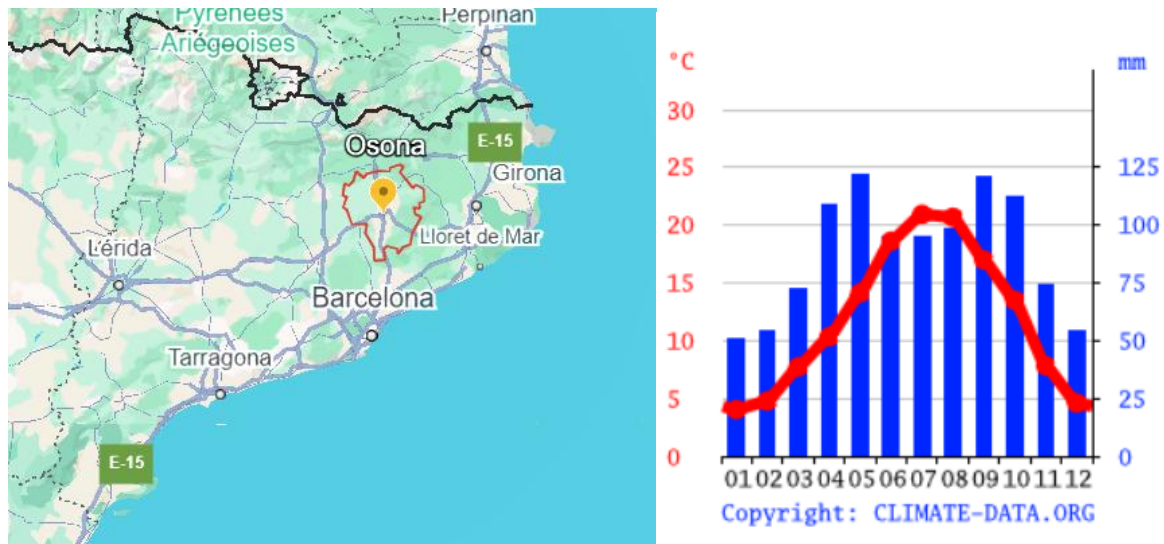 Pyrenees
Ariégeoises
Perpiñán
Osona
E-15
Girona
Lérida
Lloret de Mar
Barcelona
Tarragona
E-15
°C
mm
30
25
125
20
100
15
75
10
50
5
25
0
0
01 02 03 04 05 06 07 08 09 10 11 12
Copyright: CLIMATE-DATA.ORG